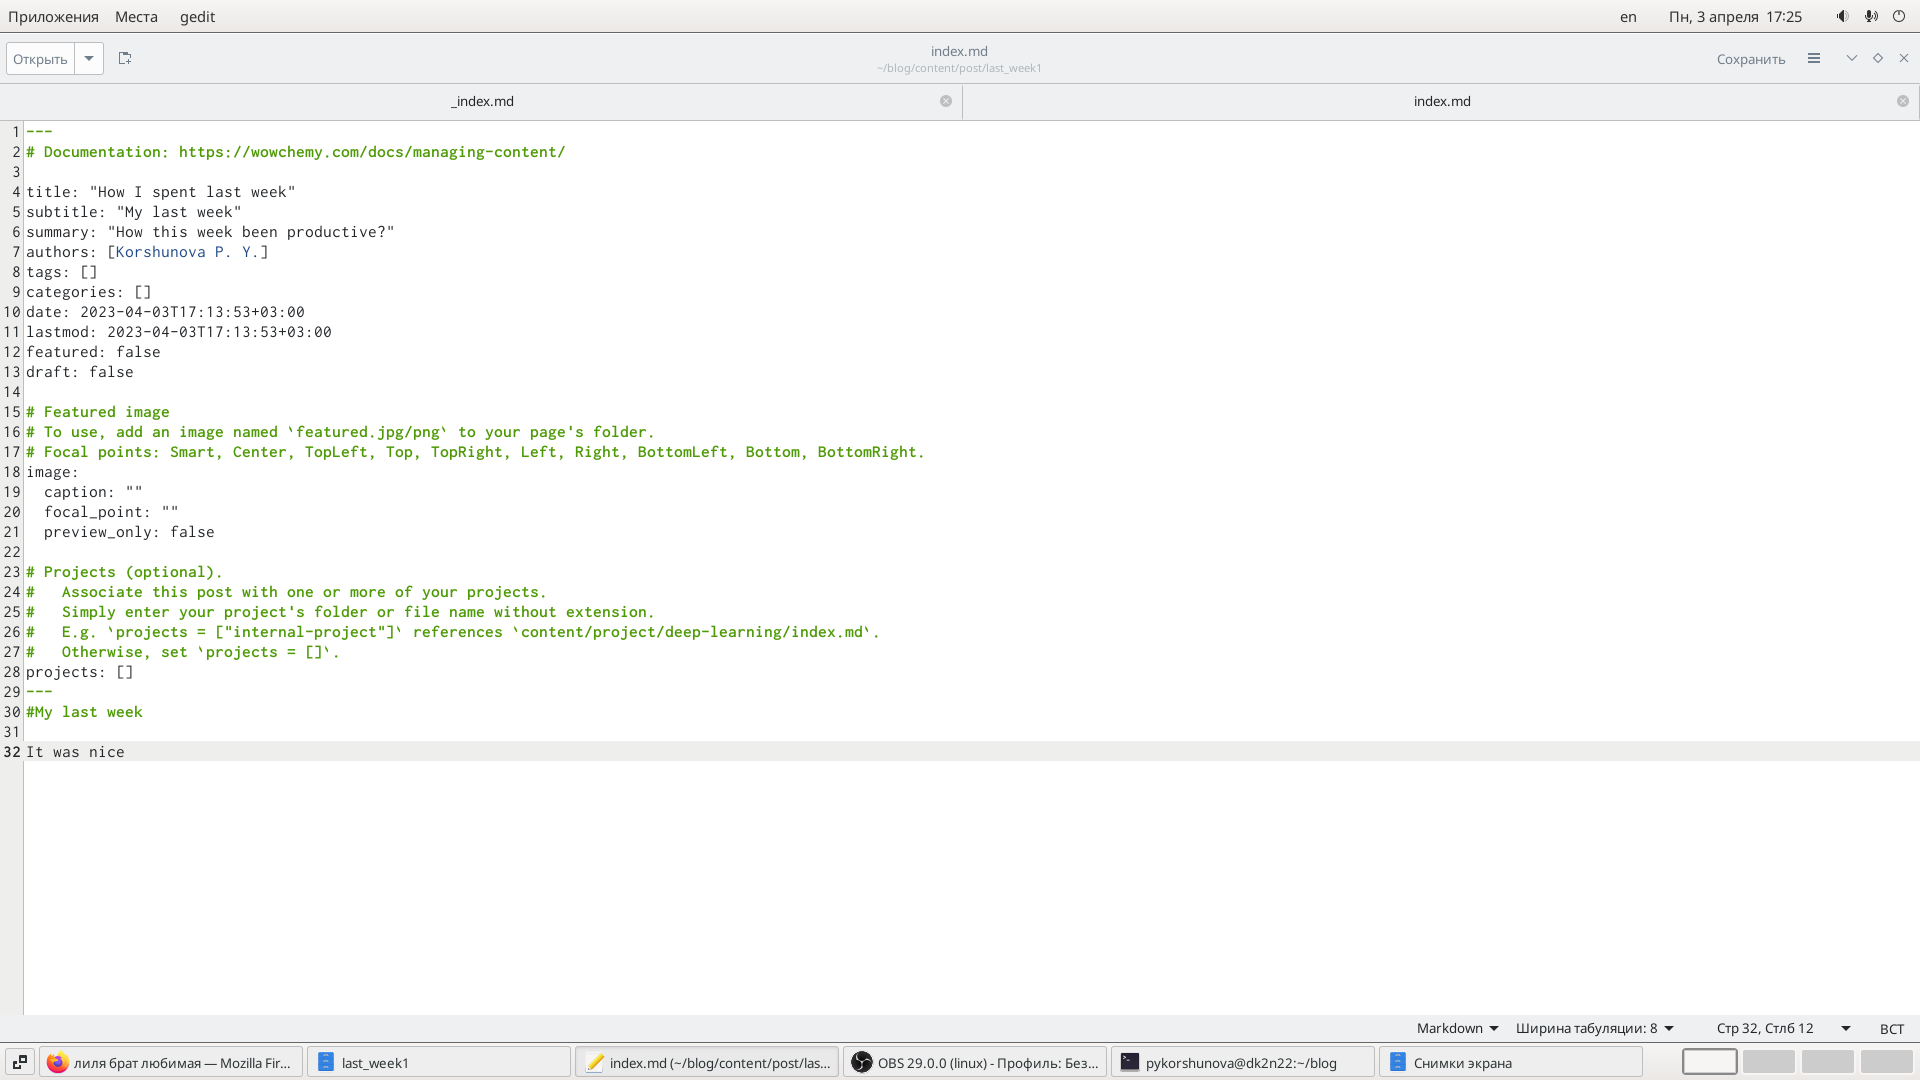 Приложения Места gedit en Пн, 3 апреля 17:25
Открыть index.md Сохранить
~/blog/content/post/last_week1
_index.md index.md
1 ---
2 # Documentation: https://wowchemy.com/docs/managing-content/
3
4 title: "How I spent last week"
5 subtitle: "My last week"
6 summary: "How this week been productive?"
7 authors: [Korshunova P. Y.]
8 tags: []
9 categories: []
10 date: 2023-04-03T17:13:53+03:00
11 lastmod: 2023-04-03T17:13:53+03:00
12 featured: false
13 draft: false
14
15 # Featured image
16 # To use, add an image named `featured.jpg/png` to your page's folder.
17 # Focal points: Smart, Center, TopLeft, Top, TopRight, Left, Right, BottomLeft, Bottom, BottomRight.
18 image:
19   caption: ""
20   focal_point: ""
21   preview_only: false
22
23 # Projects (optional).
24 #   Associate this post with one or more of your projects.
25 #   Simply enter your project's folder or file name without extension.
26 #   E.g. `projects = ["internal-project"]` references `content/project/deep-learning/index.md`.
27 #   Otherwise, set `projects = []`.
28 projects: []
29 ---
30 #My last week
31
32 It was nice
Markdown Ширина табуляции: 8 Стр 32, Стлб 12 ВСТ
лиля брат любимая — Mozilla Fir... last_week1 index.md (~/blog/content/post/las... OBS 29.0.0 (linux) - Профиль: Без... pykorshunova@dk2n22:~/blog Снимки экрана